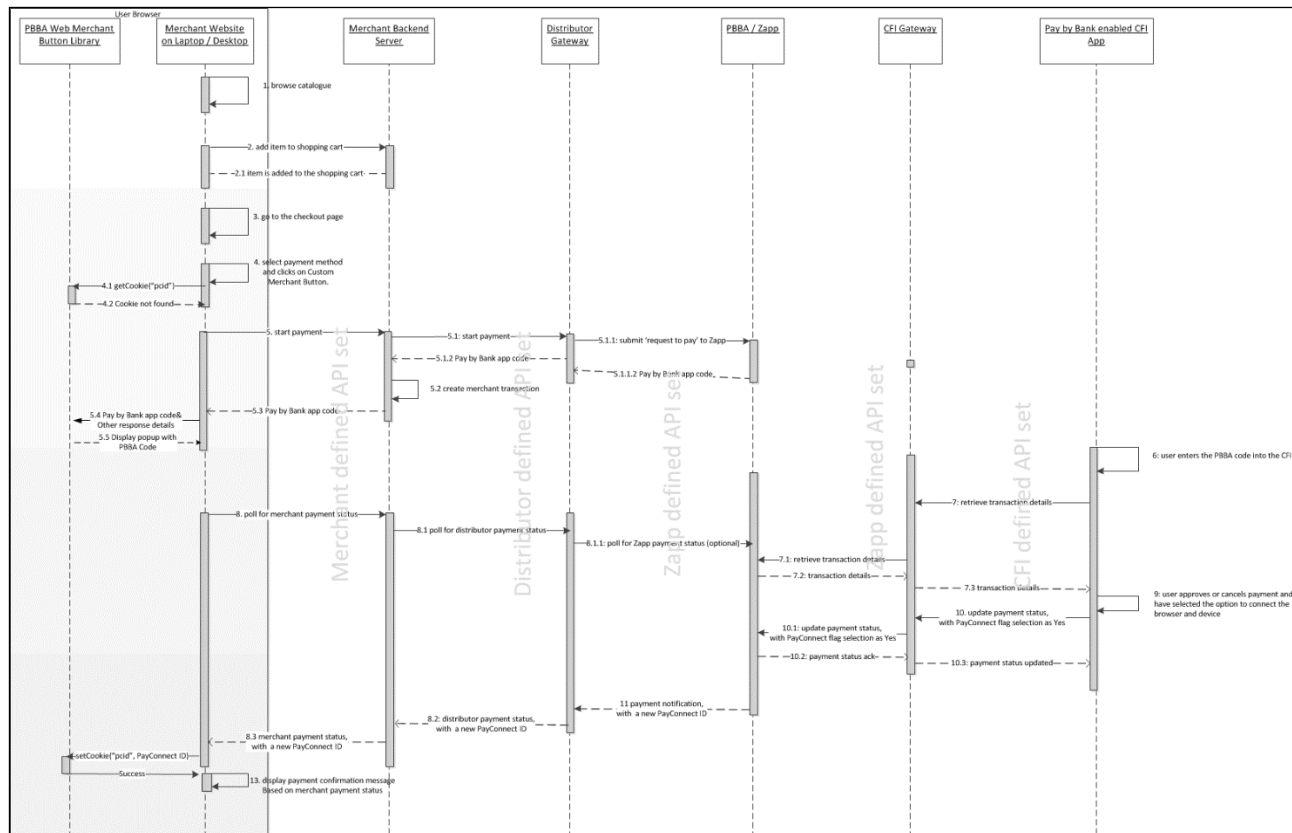 User Browser
PBBA Web Merchant
Button Library
Merchant Website
on Laptop / Desktop
Merchant Backend
Server
Distributor
Gateway
PBBA / Zapp
CFI Gateway
Pay by Bank enabled CFI
App
1. browse catalogue
2. add item to shopping cart
2.1 item is added to the shopping cart
3. go to the checkout page
4. select payment method
and clicks on Custom
Merchant Button.
4.1 getCookie("pcid")
4.2 Cookie not found
5. start payment
5.1: start payment
5.1.1: submit 'request to pay' to Zapp
5.1.2 Pay by Bank app code
5.1.1.2 Pay by Bank app code
5.2 create merchant transaction
5.3 Pay by Bank app code
5.4 Pay by Bank app code&
Other response details
5.5 Display popup with
PBBA Code
Merchant defined API set
Distributor defined API set
Zapp defined API set
Zapp defined API set
CFI defined API set
6: user enters the PBBA code into the CFI
7: retrieve transaction details
8. poll for merchant payment status
8.1 poll for distributor payment status
8.1.1: poll for Zapp payment status (optional)
7.1: retrieve transaction details
7.2: transaction details
7.3 transaction details
9: user approves or cancels payment and
have selected the option to connect the
browser and device
10. update payment status,
with PayConnect flag selection as Yes
10.1: update payment status,
with PayConnect flag selection as Yes
10.2: payment status ack
10.3: payment status updated
11 payment notification,
with a new PayConnect ID
8.2: distributor payment status,
with a new PayConnect ID
8.3 merchant payment status,
with a new PayConnect ID
setCookie("pcid", PayConnect ID)
Success
13. display payment confirmation message
Based on merchant payment status